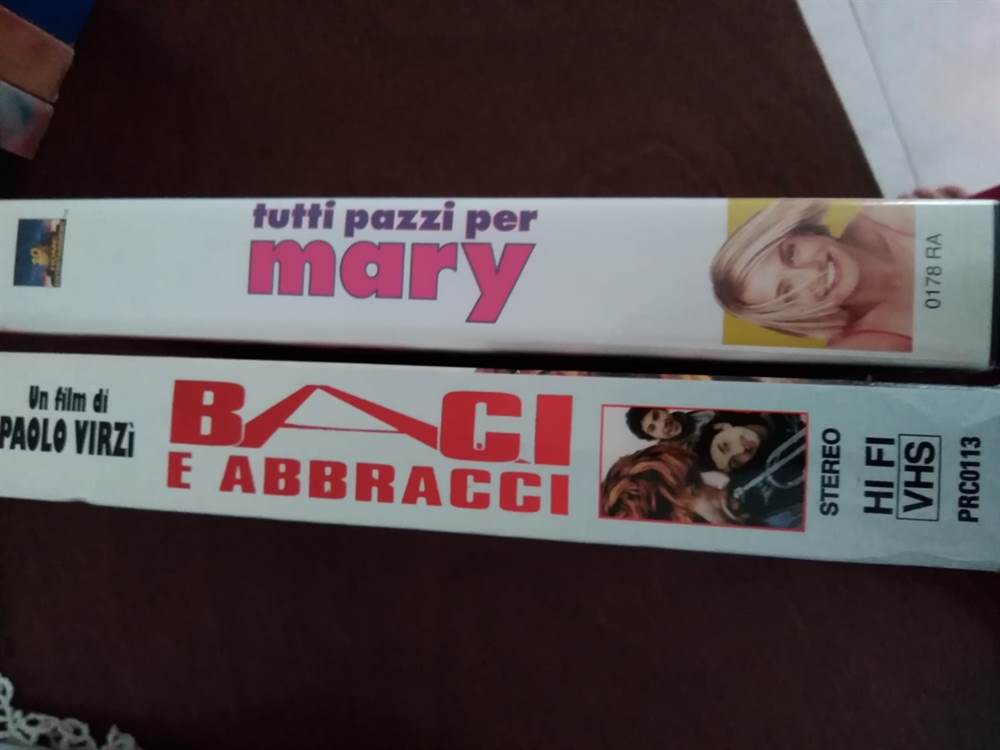 tutti pazzi per
mary
0178 RA
Un film di
PAOLO VIRZÌ
BACI
E ABBRACCI
STEREO
HI FI
VHS
PRC0113